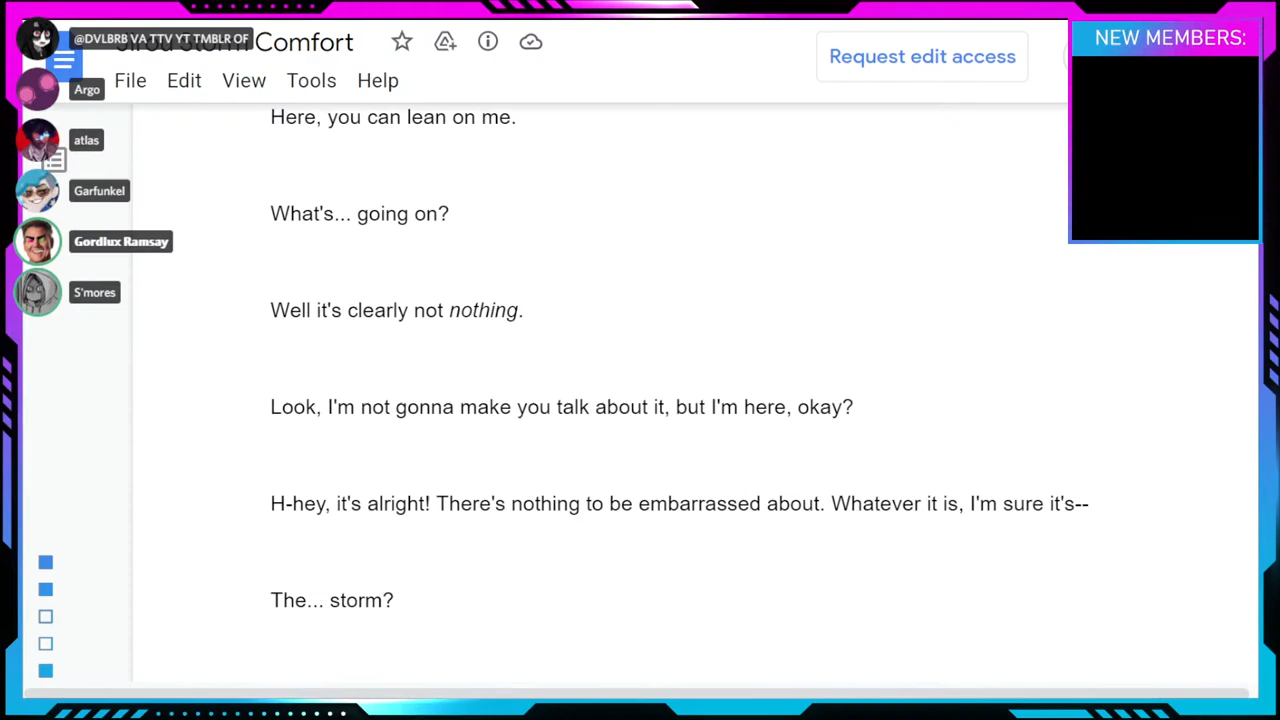 @DVLBRB VA TTV YT TMBLR OF
Comfort
Request edit access
NEW MEMBERS:
File Edit View Tools Help
Argo
atlas
Garfunkel
Gordlux Ramsay
S'mores
Here, you can lean on me.
What's... going on?
Well it's clearly not nothing.
Look, I'm not gonna make you talk about it, but I'm here, okay?
H-hey, it's alright! There's nothing to be embarrassed about. Whatever it is, I'm sure it's--
The... storm?